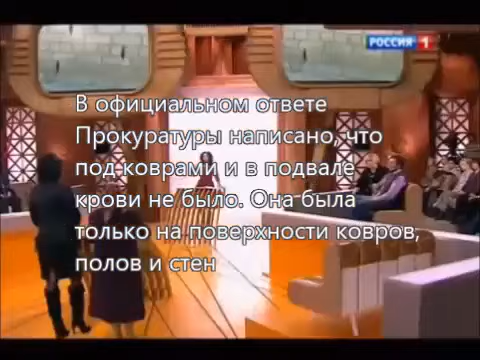 РОССИЯ 1
В официальном ответе
Прокуратуры написано, что
под коврами и в подвале
крови не было. Она была
только на поверхности ковров,
полов и стен